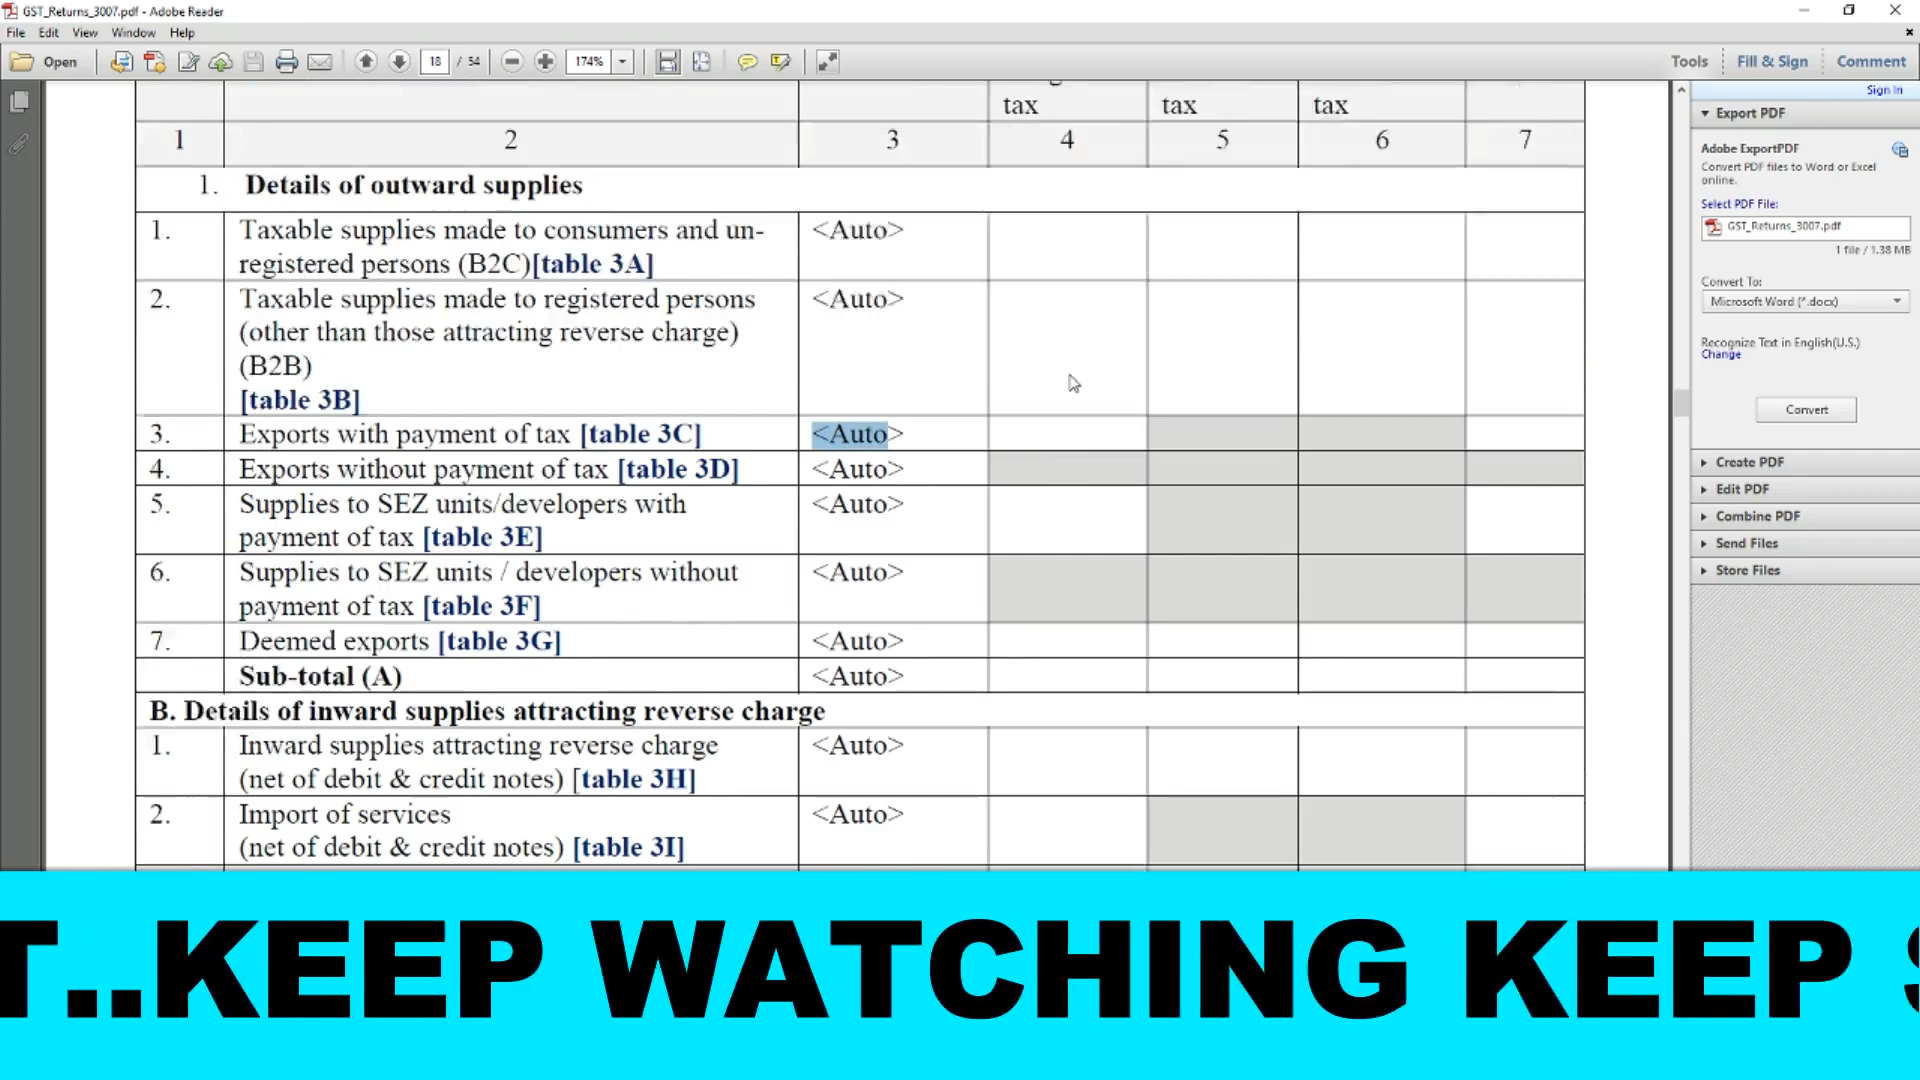 GST_Returns_3007.pdf - Adobe Reader
File Edit View Window Help
Open 18 / 54 174% Tools Fill & Sign Comment
Sign In
tax tax tax
1 2 3 4 5 6 7
1. Details of outward supplies
1. Taxable supplies made to consumers and un- <Auto>
registered persons (B2C)[table 3A]
2. Taxable supplies made to registered persons <Auto>
(other than those attracting reverse charge)
(B2B)
[table 3B]
3. Exports with payment of tax [table 3C] <Auto>
4. Exports without payment of tax [table 3D] <Auto>
5. Supplies to SEZ units/developers with <Auto>
payment of tax [table 3E]
6. Supplies to SEZ units / developers without <Auto>
payment of tax [table 3F]
7. Deemed exports [table 3G] <Auto>
Sub-total (A) <Auto>
B. Details of inward supplies attracting reverse charge
1. Inward supplies attracting reverse charge <Auto>
(net of debit & credit notes) [table 3H]
2. Import of services <Auto>
(net of debit & credit notes) [table 3I]
Export PDF
Adobe ExportPDF
Convert PDF files to Word or Excel
online.
Select PDF File:
GST_Returns_3007.pdf
1 file / 1.38 MB
Convert To:
Microsoft Word (*.docx)
Recognize Text in English(U.S.)
Change
Convert
Create PDF
Edit PDF
Combine PDF
Send Files
Store Files
T..KEEP WATCHING KEEP S